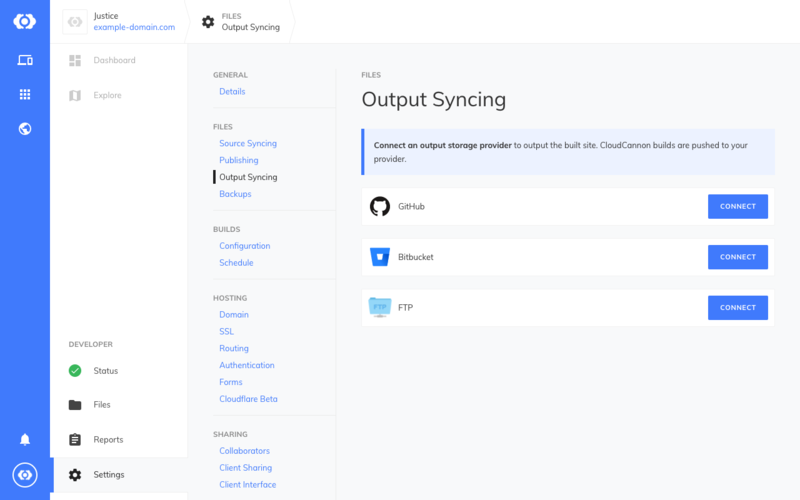 Justice
example-domain.com
FILES
Output Syncing
Dashboard
Explore
DEVELOPER
Status
Files
Reports
Settings
GENERAL
Details
FILES
Source Syncing
Publishing
Output Syncing
Backups
BUILDS
Configuration
Schedule
HOSTING
Domain
SSL
Routing
Authentication
Forms
Cloudflare Beta
SHARING
Collaborators
Client Sharing
Client Interface
FILES
Output Syncing
Connect an output storage provider to output the built site. CloudCannon builds are pushed to your
provider.
GitHub
CONNECT
Bitbucket
CONNECT
FTP
FTP
CONNECT